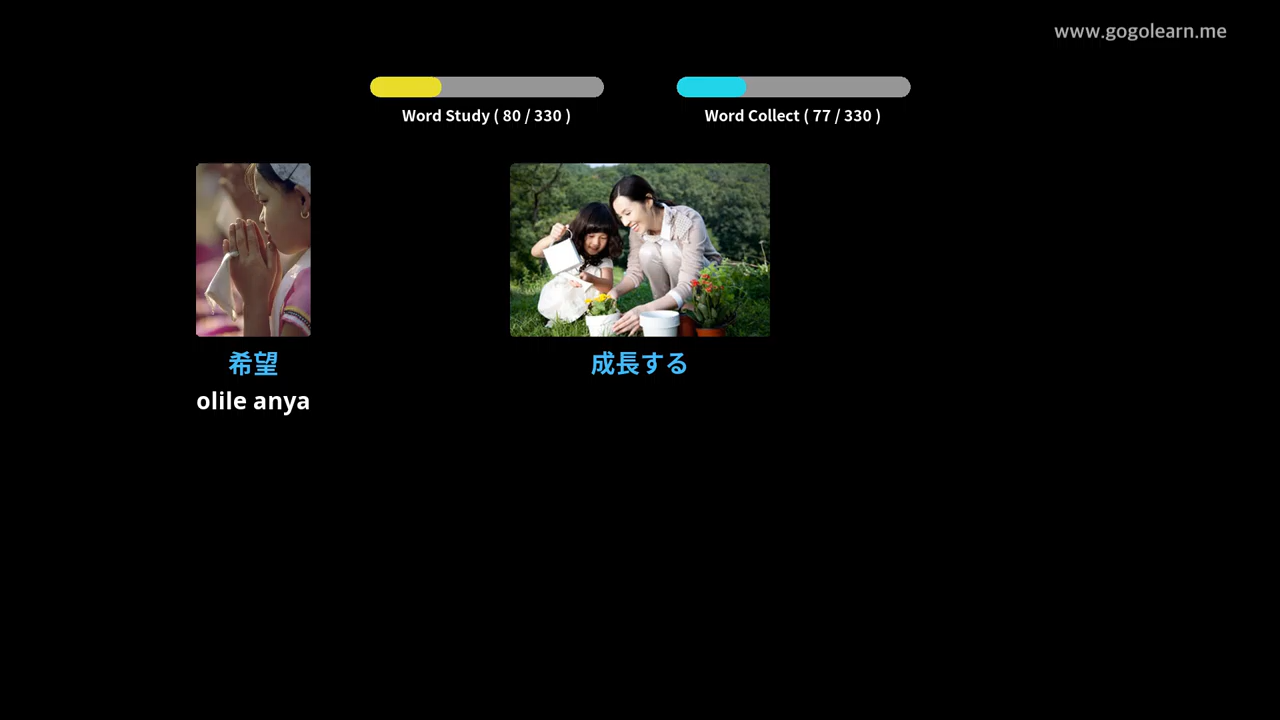 www.gogolearn.me
Word Study ( 80 / 330 )
Word Collect ( 77 / 330 )
希望
olile anya
成長する